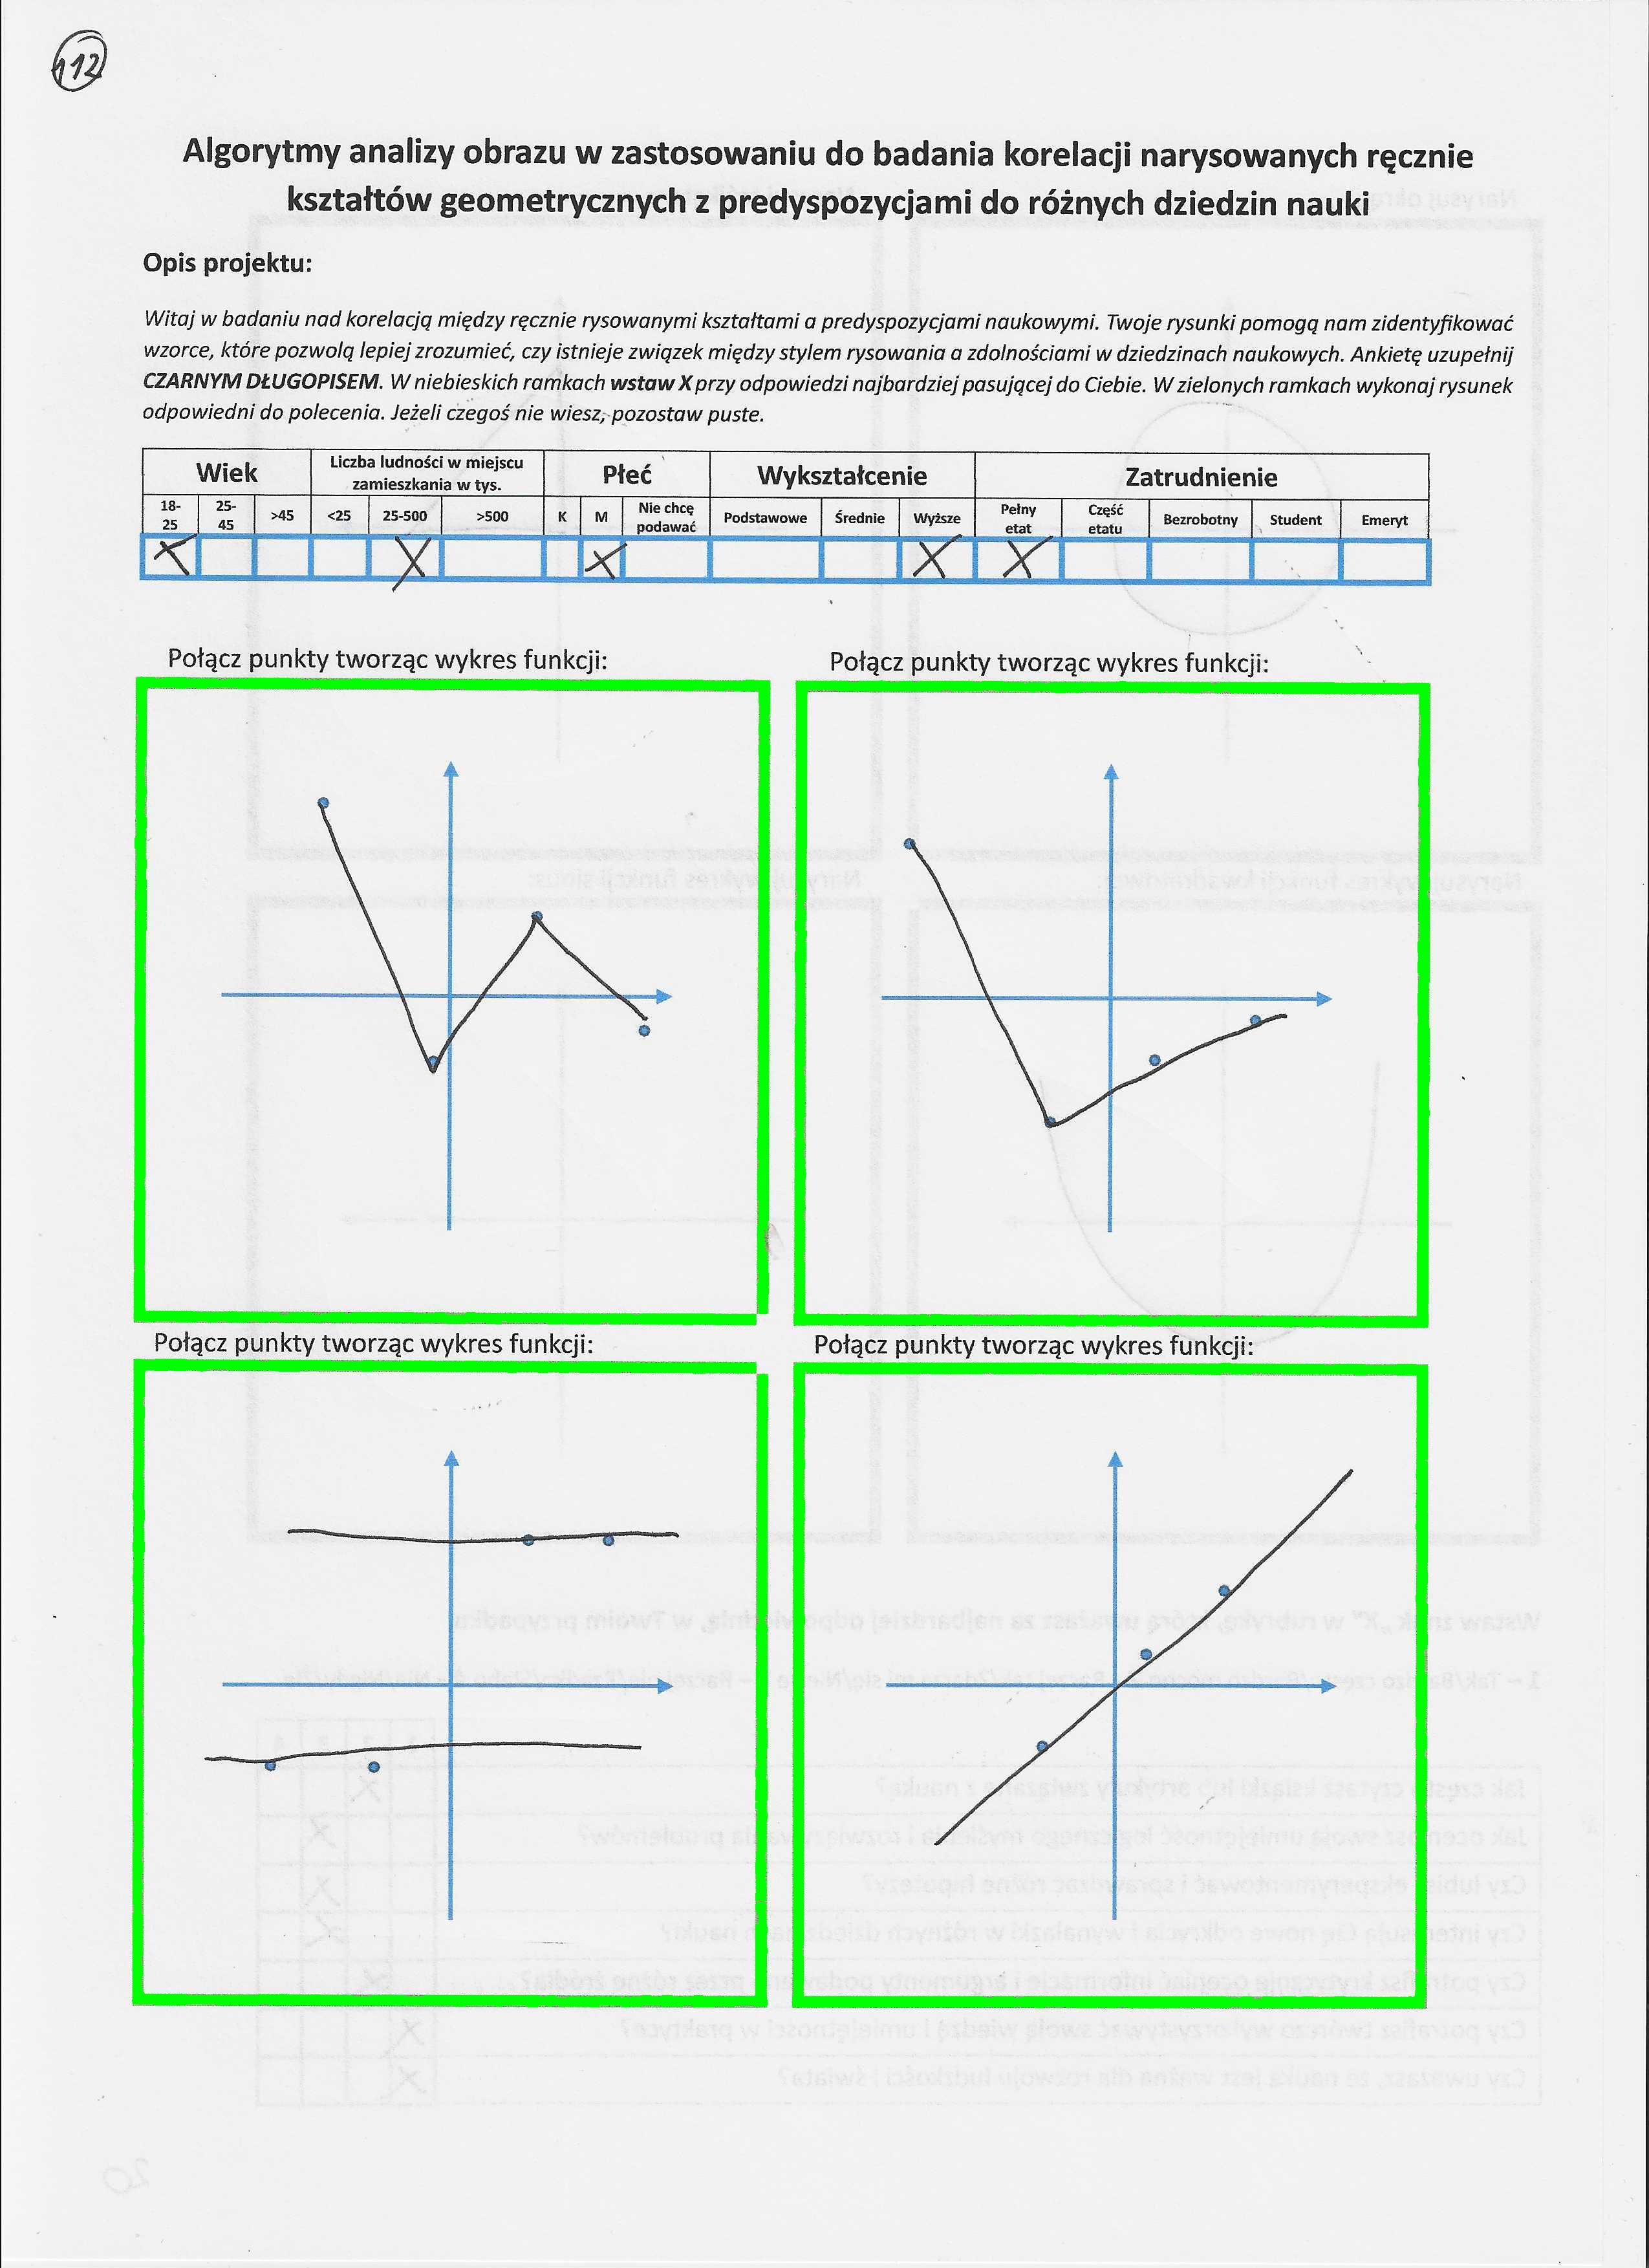 112
Algorytmy analizy obrazu w zastosowaniu do badania korelacji narysowanych ręcznie
kształtów geometrycznych z predyspozycjami do różnych dziedzin nauki
Opis projektu:
Witaj w badaniu nad korelacją między ręcznie rysowanymi kształtami a predyspozycjami naukowymi. Twoje rysunki pomogą nam zidentyfikować
wzorce, które pozwolą lepiej zrozumieć, czy istnieje związek między stylem rysowania a zdolnościami w dziedzinach naukowych. Ankietę uzupełnij
CZARNYM DŁUGOPISEM. W niebieskich ramkach wstaw X przy odpowiedzi najbardziej pasującej do Ciebie. W zielonych ramkach wykonaj rysunek
odpowiedni do polecenia. Jeżeli czegoś nie wiesz, pozostaw puste.
Wiek Liczba ludności w miejscu zamieszkania w tys. Płeć Wykształcenie Zatrudnienie
18-25 25-45 >45 <25 25-500 >500 K M Nie chcę podawać Podstawowe Średnie Wyższe Pełny etat Część etatu Bezrobotny Student Emeryt
X X X X X
Połącz punkty tworząc wykres funkcji: Połącz punkty tworząc wykres funkcji:
Połącz punkty tworząc wykres funkcji: Połącz punkty tworząc wykres funkcji: